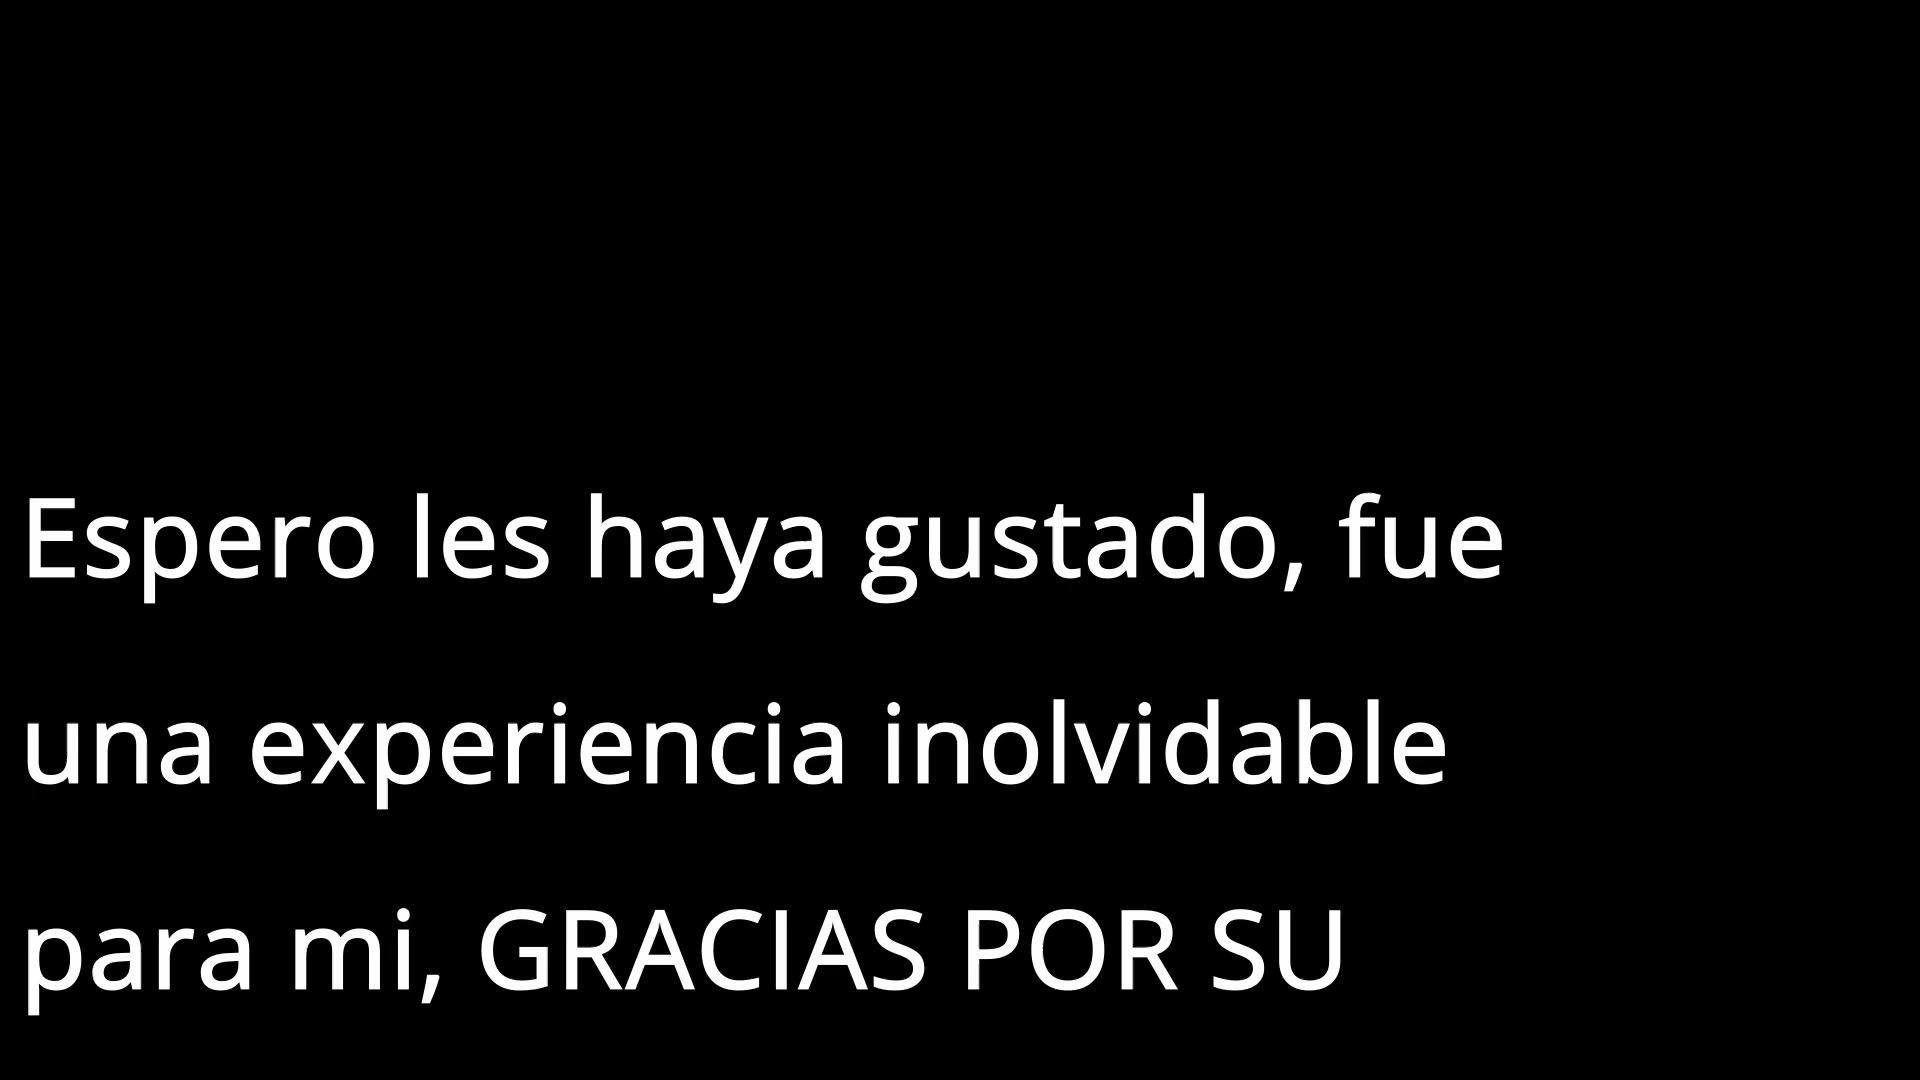 Espero les haya gustado, fue
una experiencia inolvidable
para mi, GRACIAS POR SU